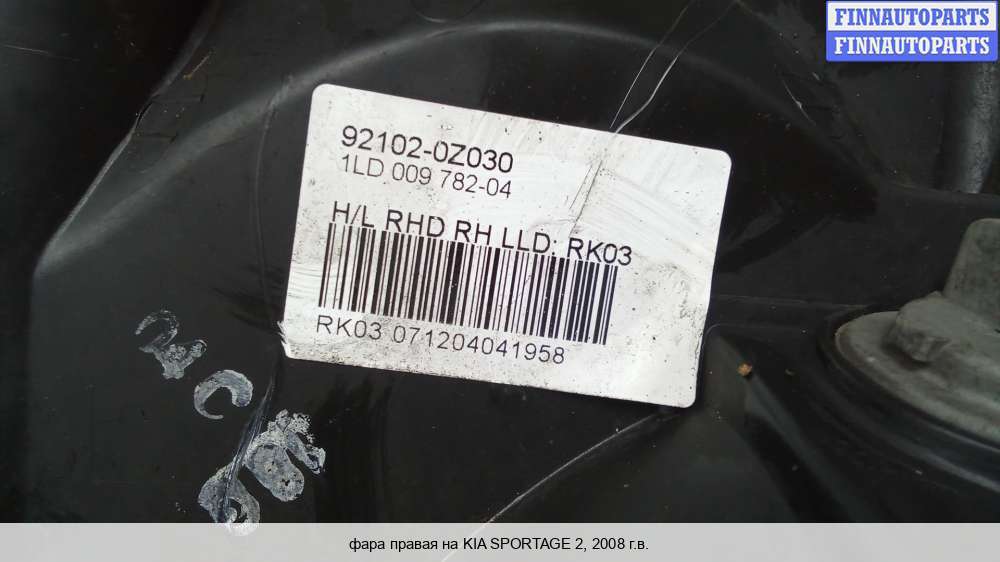 FINNAUTOPARTS
FINNAUTOPARTS
92102-0Z030
1LD 009 782-04
H/L RHD RH LLD: RK03
RK03 071204041958
фара правая на KIA SPORTAGE 2, 2008 г.в.